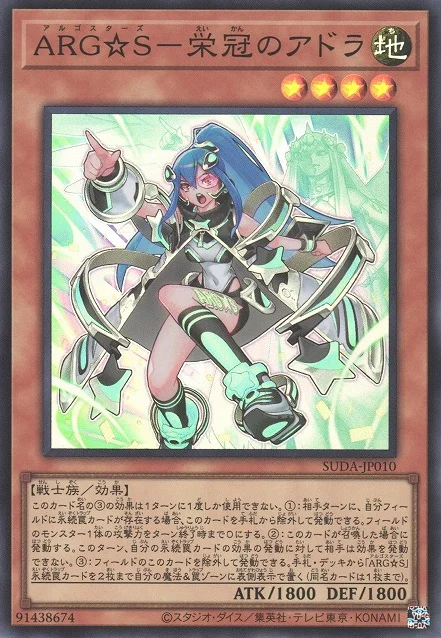 アルゴスターズ えいかん
ARG☆S－栄冠のアドラ
地
SUDA-JP010
【戦士族／効果】
このカード名の③の効果は１ターンに１度しか使用できない。①：相手ターンに、自分フィー
ルドに永続罠カードが存在する場合、このカードを手札から除外して発動できる。フィールド
のモンスター１体の攻撃力をターン終了時まで０にする。②：このカードが召喚した場合に
発動する。このターン、自分の永続罠カードの効果の発動に対して相手は効果を発動
できない。③：フィールドのこのカードを除外して発動できる。手札・デッキから「ARG☆S」
永続罠カードを２枚まで自分の魔法＆罠ゾーンに表側表示で置く（同名カードは１枚まで）。
ATK/1800 DEF/1800
91438674
©スタジオ・ダイス／集英社・テレビ東京・KONAMI